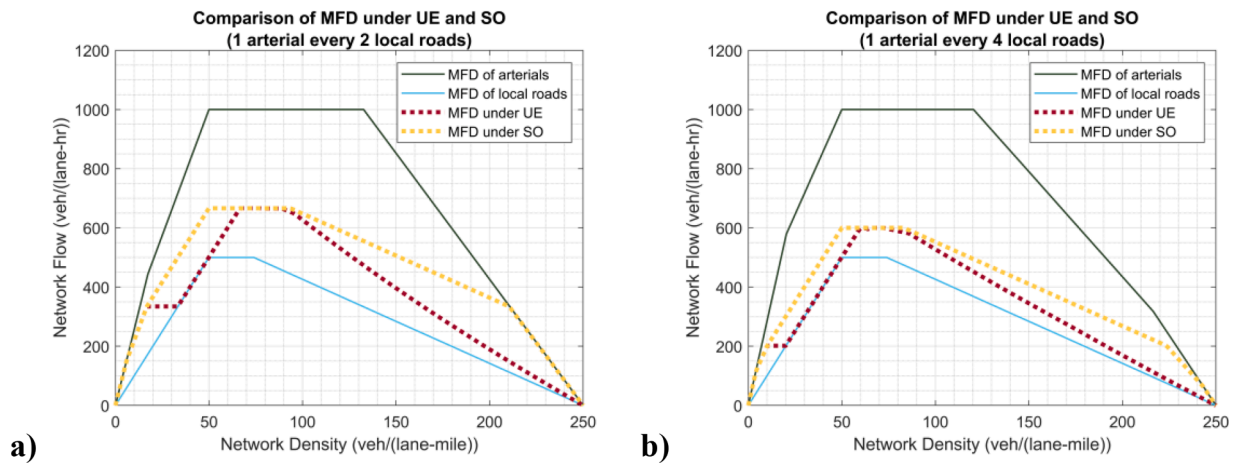 Comparison of MFD under UE and SO
(1 arterial every 2 local roads)
1200
1000
800
600
400
200
0
Network Flow (veh/(lane-hr))
MFD of arterials
MFD of local roads
MFD under UE
MFD under SO
0 50 100 150 200 250
Network Density (veh/(lane-mile))
a)
Comparison of MFD under UE and SO
(1 arterial every 4 local roads)
1200
1000
800
600
400
200
0
Network Flow (veh/(lane-hr))
MFD of arterials
MFD of local roads
MFD under UE
MFD under SO
0 50 100 150 200 250
Network Density (veh/(lane-mile))
b)